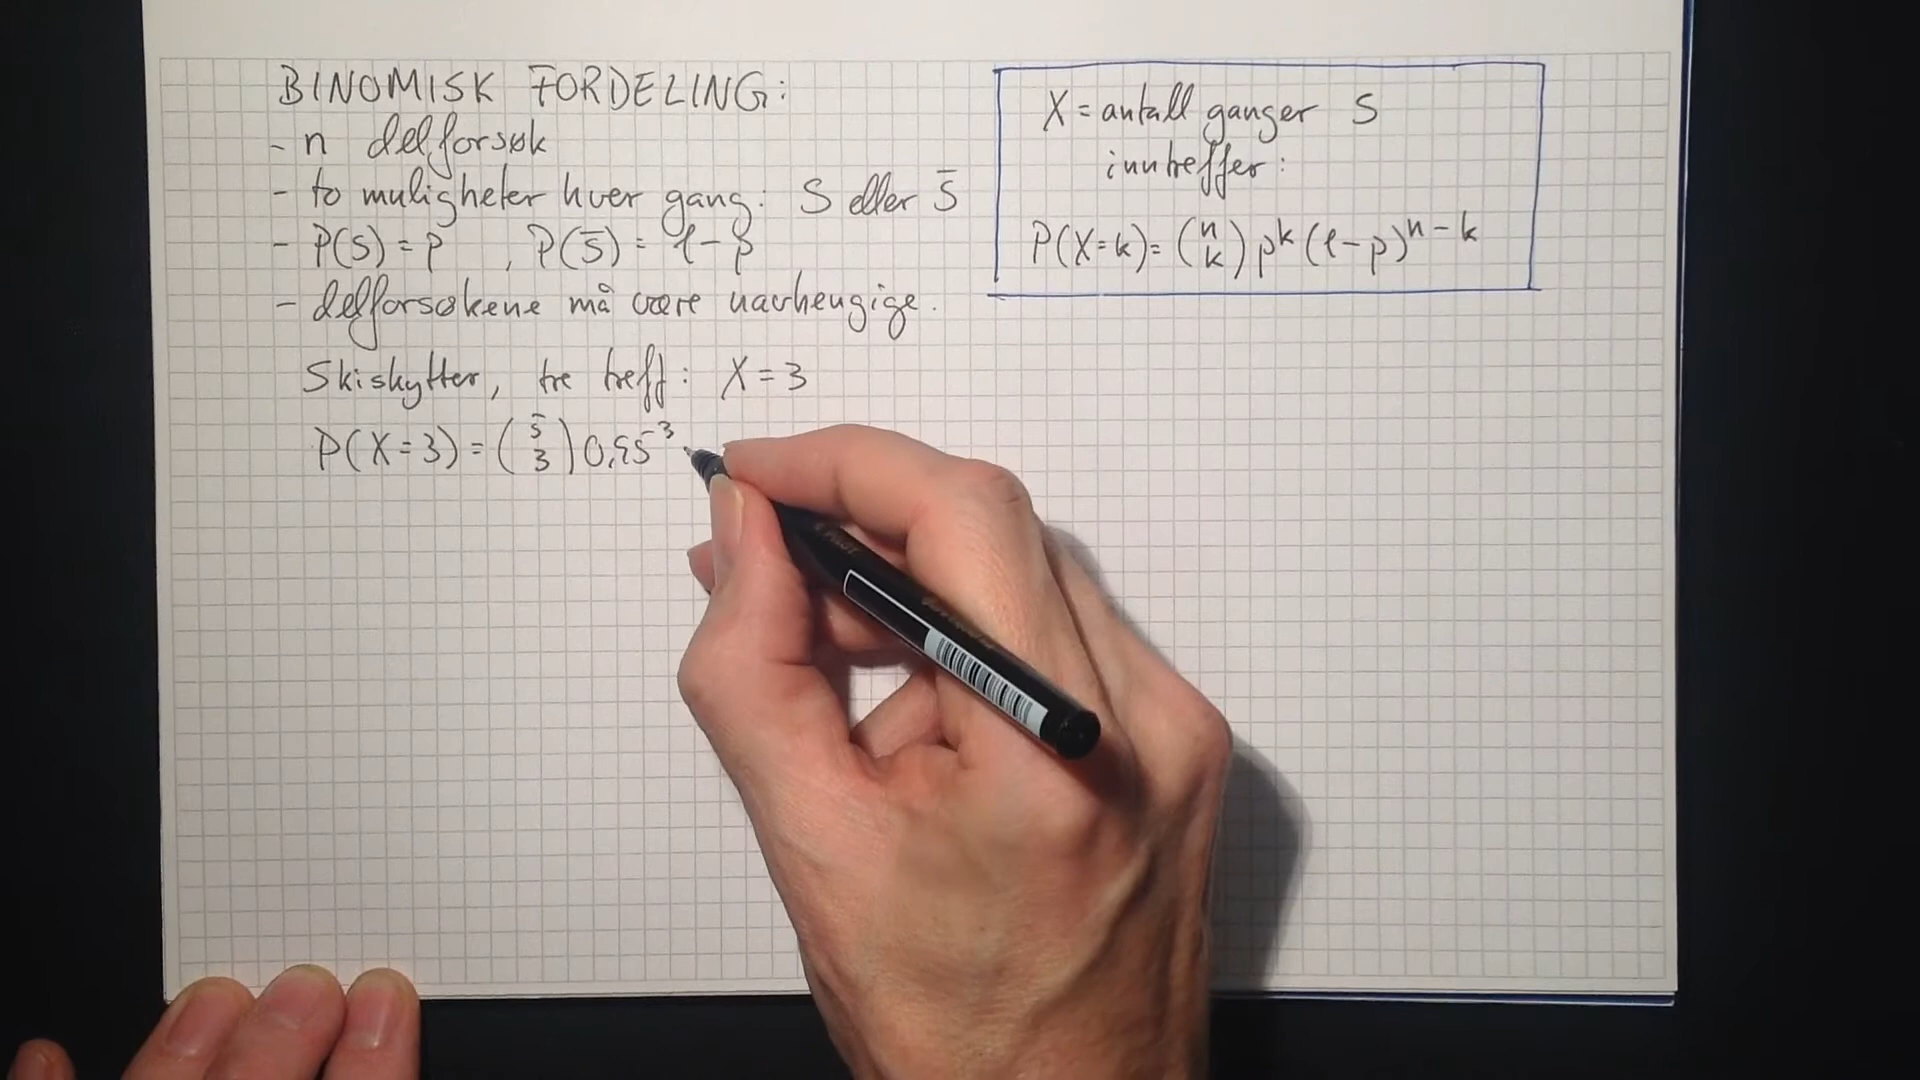 BINOMISK FORDELING:
- n delforsøk
- to muligheter hver gang: S eller S̄
- P(S) = p , P(S̄) = 1-p
- delforsøkene må være uavhengige.
X = antall ganger S
inntreffer:
P(X=k) = (n k) p^k (1-p)^(n-k)
Skiskytter, tre treff: X = 3
P(X=3) = (5 3) 0,95^3
PILOT